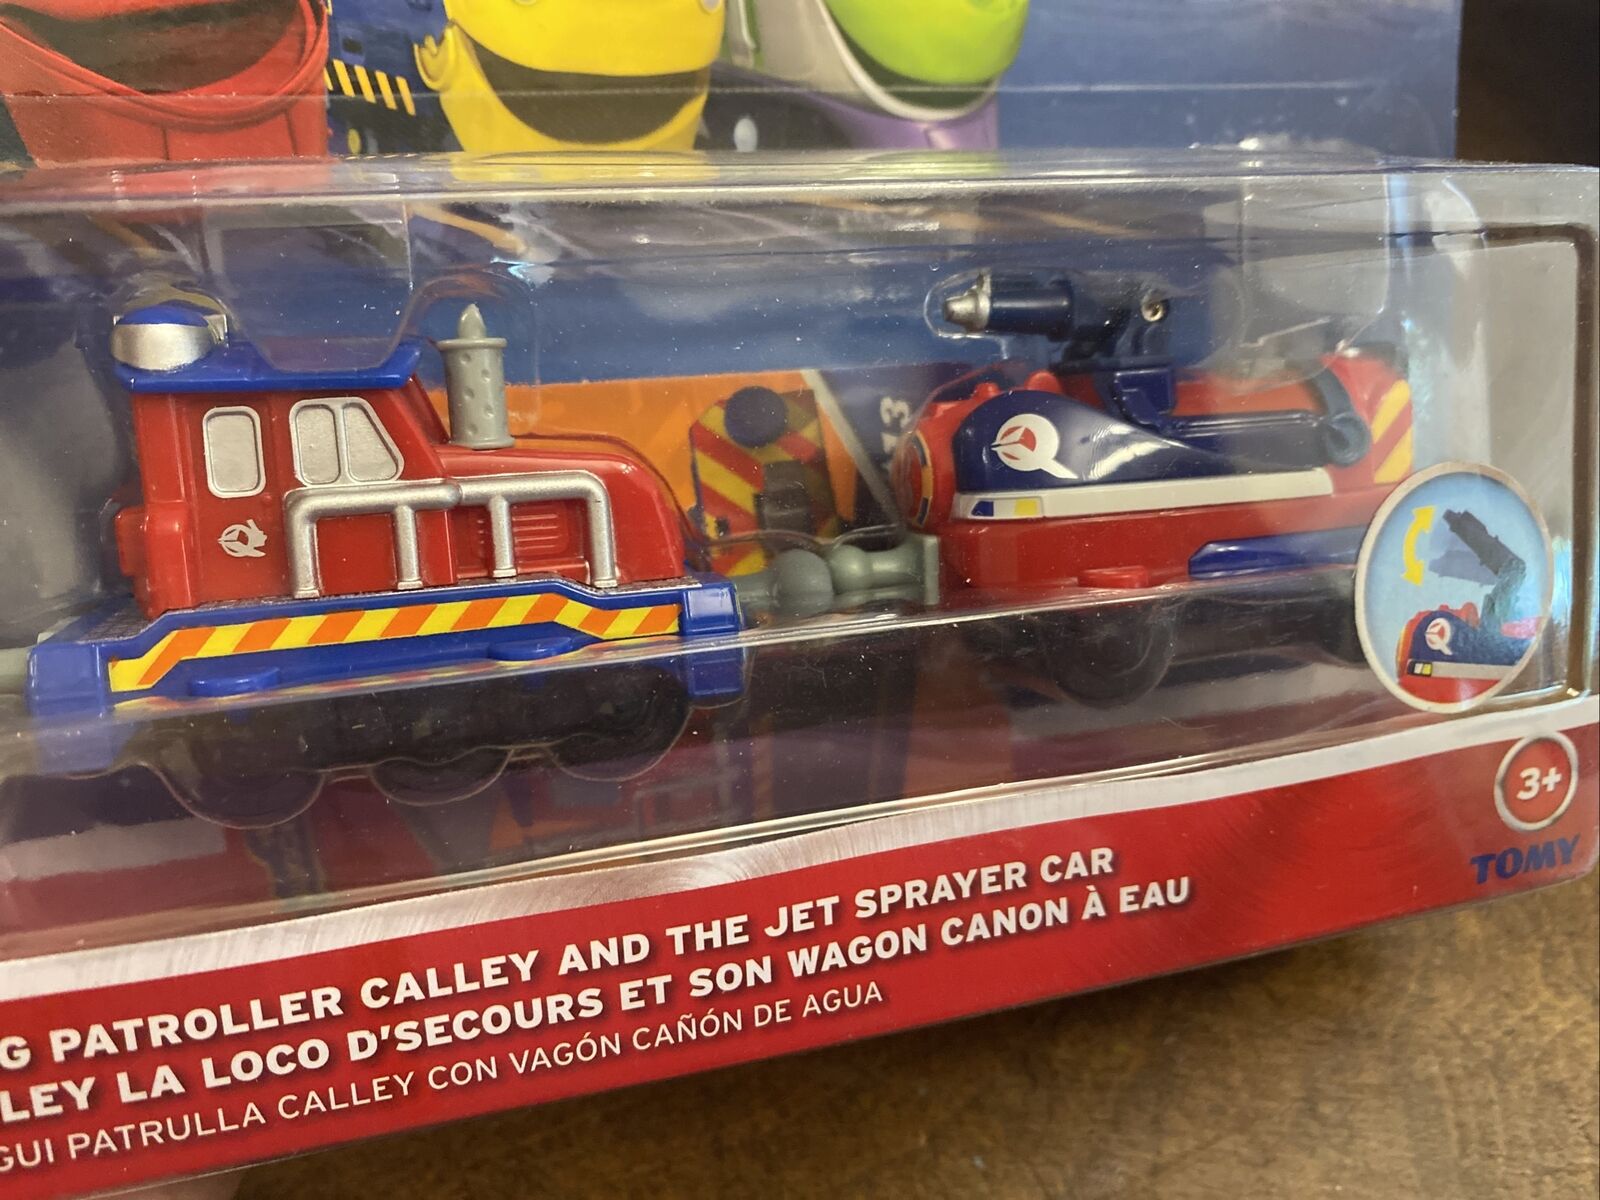 73
3+
TOMY
G PATROLLER CALLEY AND THE JET SPRAYER CAR
LEY LA LOCO D'SECOURS ET SON WAGON CANON À EAU
GUI PATRULLA CALLEY CON VAGÓN CAÑÓN DE AGUA